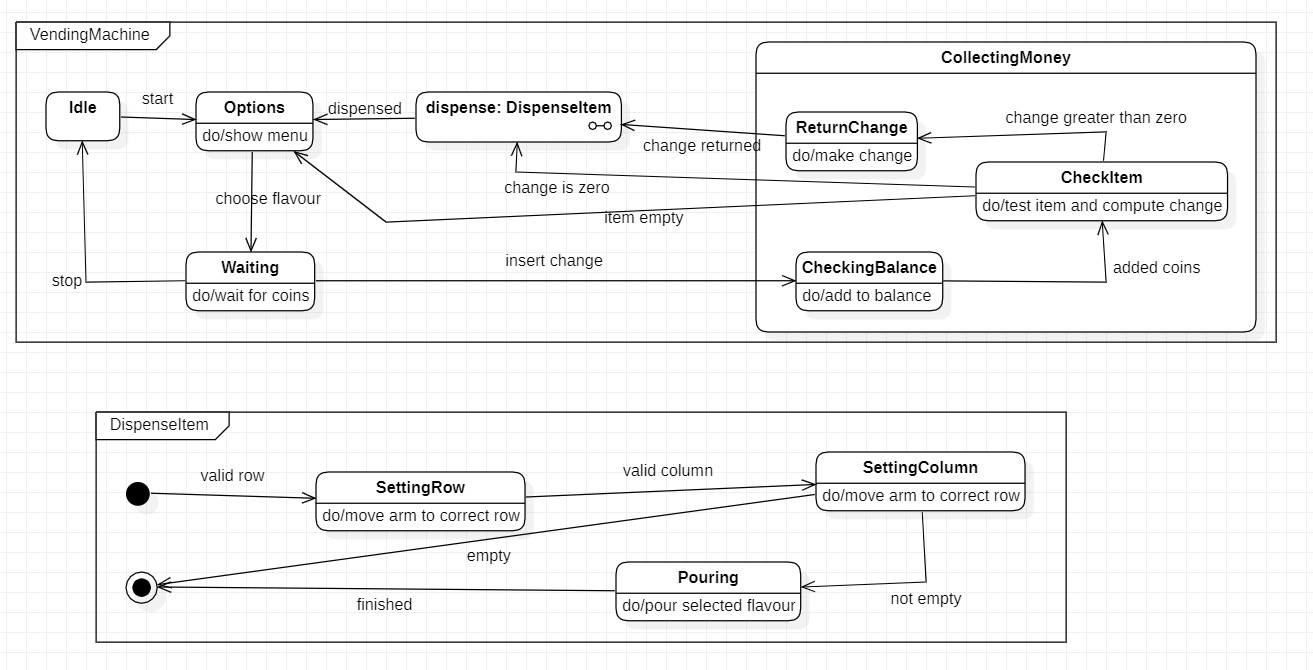 VendingMachine
CollectingMoney
Idle
start
Options
do/show menu
dispensed
dispense: DispenseItem
change returned
ReturnChange
do/make change
change greater than zero
CheckItem
do/test item and compute change
change is zero
item empty
choose flavour
stop
Waiting
do/wait for coins
insert change
CheckingBalance
do/add to balance
added coins
DispenseItem
valid row
SettingRow
do/move arm to correct row
valid column
SettingColumn
do/move arm to correct row
empty
Pouring
do/pour selected flavour
not empty
finished